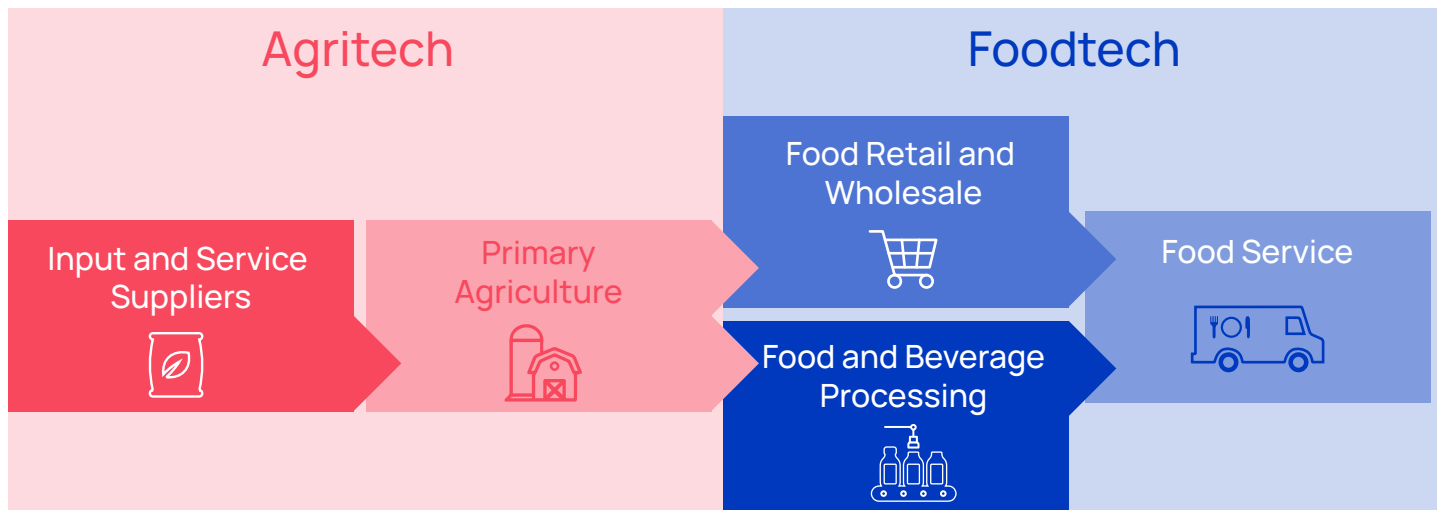 Agritech
Foodtech
Input and Service
Suppliers
Primary
Agriculture
Food Retail and
Wholesale
Food and Beverage
Processing
Food Service